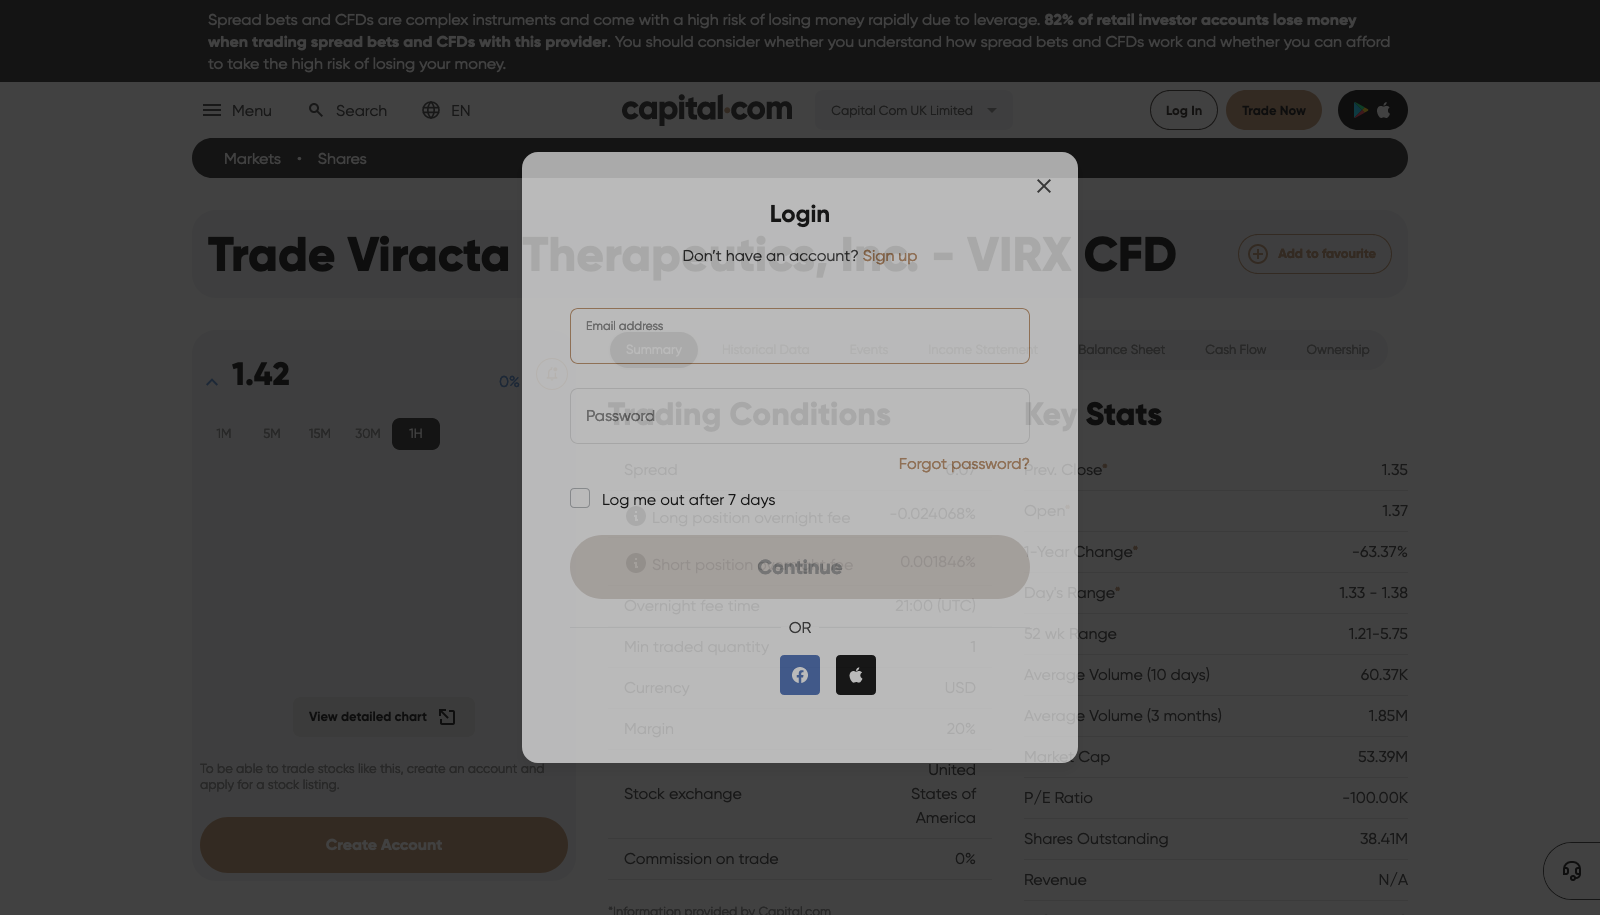 Spread bets and CFDs are complex instruments and come with a high risk of losing money rapidly due to leverage. 82% of retail investor accounts lose money
when trading spread bets and CFDs with this provider. You should consider whether you understand how spread bets and CFDs work and whether you can afford
to take the high risk of losing your money.
Menu
Search
EN
capital.com
Capital Com UK Limited
Log In
Trade Now
Markets • Shares
Trade Viracta Therapeutics, Inc. - VIRX CFD
Add to favourite
Login
Don't have an account? Sign up
Email address
Password
Forgot password?
Log me out after 7 days
Continue
OR
1.42
0%
1M 5M 15M 30M 1H
View detailed chart
To be able to trade stocks like this, create an account and
apply for a stock listing.
Create Account
Summary Historical Data Events Income Statement Balance Sheet Cash Flow Ownership
Trading Conditions
Spread
Long position overnight fee -0.024068%
Short position overnight fee 0.001846%
Overnight fee time 21:00 (UTC)
Min traded quantity 1
Currency USD
Margin 20%
Stock exchange United
States of
America
Commission on trade 0%
*Information provided by Capital.com
Key Stats
Prev. Close* 1.35
Open* 1.37
1-Year Change* -63.37%
Day's Range* 1.33 - 1.38
52 wk Range 1.21-5.75
Average Volume (10 days) 60.37K
Average Volume (3 months) 1.85M
Market Cap 53.39M
P/E Ratio -100.00K
Shares Outstanding 38.41M
Revenue N/A